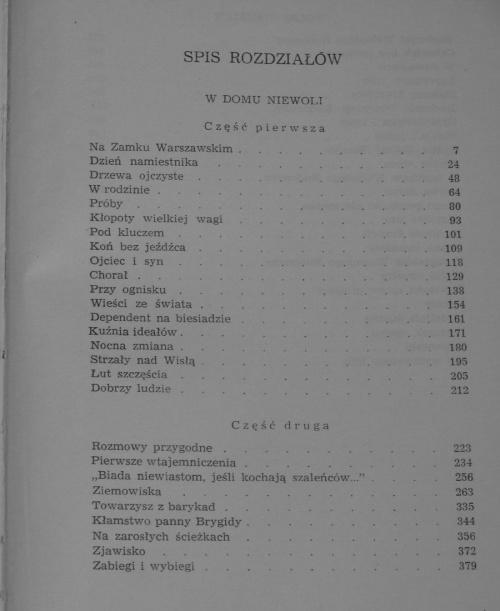 SPIS ROZDZIAŁÓW
W DOMU NIEWOLI
Część pierwsza
Na Zamku Warszawskim . . . . . . . . . . 7
Dzień namiestnika . . . . . . . . . . 24
Drzewa ojczyste . . . . . . . . . . 48
W rodzinie . . . . . . . . . . 64
Próby . . . . . . . . . . 80
Kłopoty wielkiej wagi . . . . . . . . . . 93
Pod kluczem . . . . . . . . . . 101
Koń bez jeźdźca . . . . . . . . . . 109
Ojciec i syn . . . . . . . . . . 118
Chorał . . . . . . . . . . 129
Przy ognisku . . . . . . . . . . 138
Wieści ze świata . . . . . . . . . . 154
Dependent na biesiadzie . . . . . . . . . . 161
Kuźnia ideałów . . . . . . . . . . 171
Nocna zmiana . . . . . . . . . . 180
Strzały nad Wisłą . . . . . . . . . . 195
Łut szczęścia . . . . . . . . . . 205
Dobrzy ludzie . . . . . . . . . . 212
Część druga
Rozmowy przygodne . . . . . . . . . . 223
Pierwsze wtajemniczenia . . . . . . . . . . 234
„Biada niewiastom, jeśli kochają szaleńców..." . . . . 256
Ziemowiska . . . . . . . . . . 263
Towarzysz z barykad . . . . . . . . . . 335
Kłamstwo panny Brygidy . . . . . . . . . . 344
Na zarosłych ścieżkach . . . . . . . . . . 356
Zjawisko . . . . . . . . . . 372
Zabiegi i wybiegi . . . . . . . . . . 379